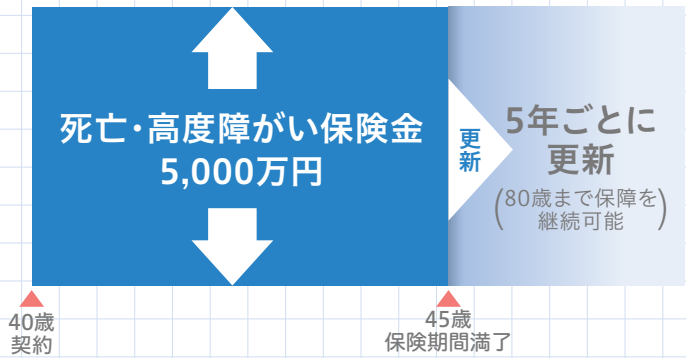 死亡・高度障がい保険金
5,000万円
更新
5年ごとに
更新
(80歳まで保障を
継続可能)
40歳
契約
45歳
保険期間満了